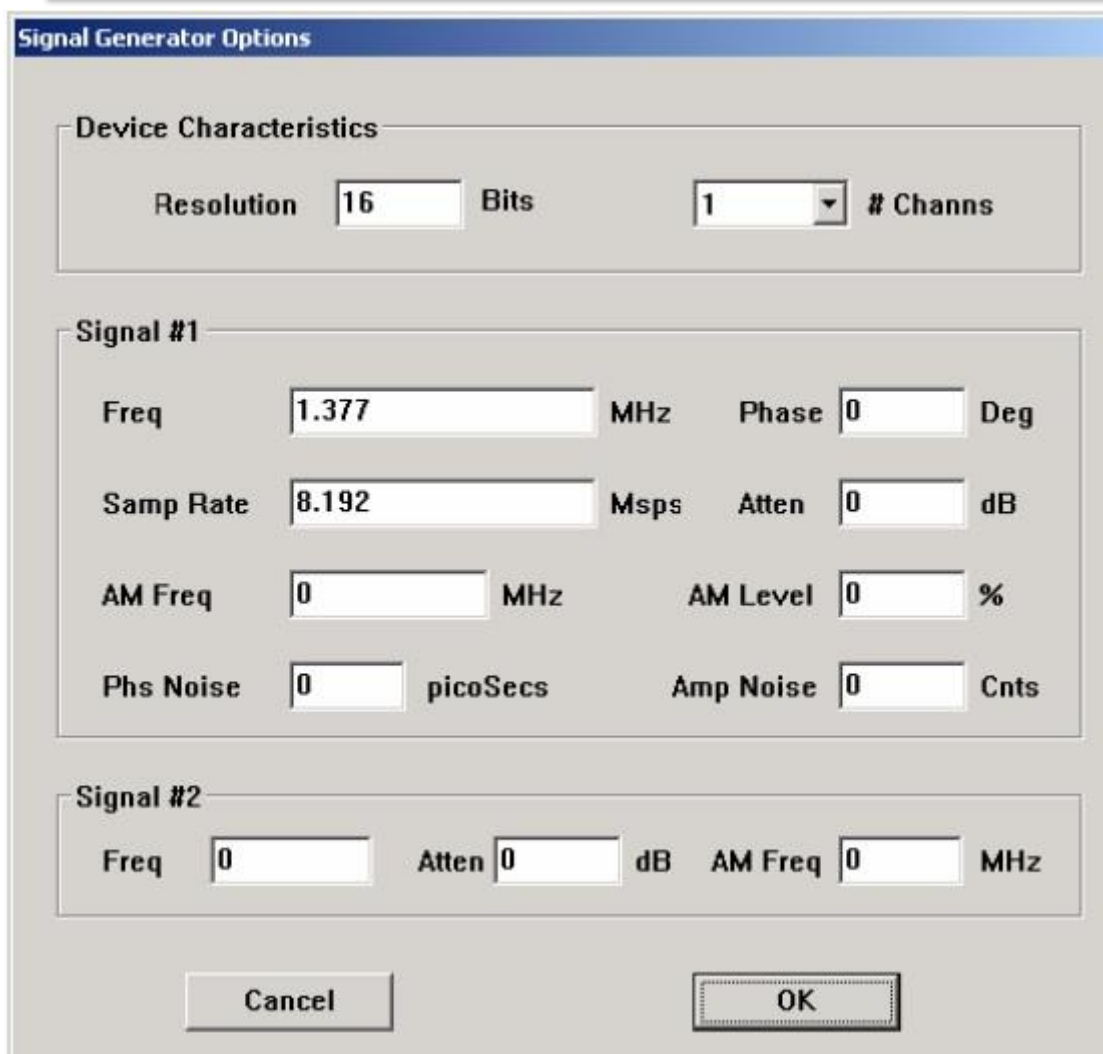 Signal Generator Options
Device Characteristics
Resolution 16 Bits 1 # Channs
Signal #1
Freq 1.377 MHz Phase 0 Deg
Samp Rate 8.192 Msps Atten 0 dB
AM Freq 0 MHz AM Level 0 %
Phs Noise 0 picoSecs Amp Noise 0 Cnts
Signal #2
Freq 0 Atten 0 dB AM Freq 0 MHz
Cancel OK